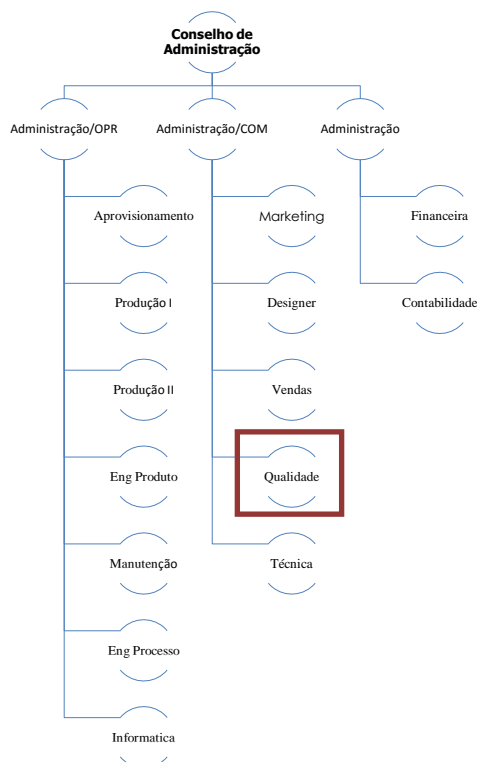 Conselho de
Administração
Administração/OPR
Administração/COM
Administração
Aprovisionamento
Marketing
Financeira
Produção I
Designer
Contabilidade
Produção II
Vendas
Eng Produto
Qualidade
Manutenção
Técnica
Eng Processo
Informatica